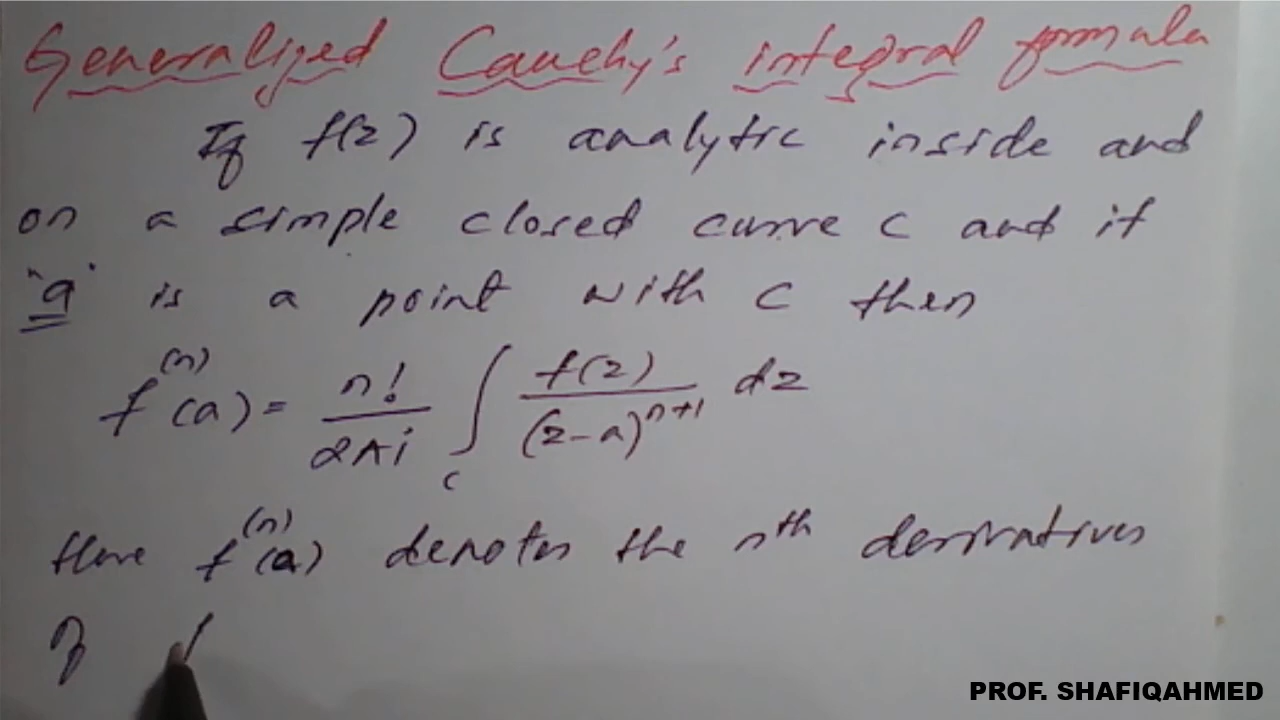 Generalized Cauchy's integral formula
If f(z) is analytic inside and
on a simple closed curve C and if
"a" is a point with C then
f^(n)(a) = n!/2πi ∫_C f(z)/(z-a)^(n+1) dz
Here f^(n)(a) denotes the nth derivatives
of f
PROF. SHAFIQAHMED